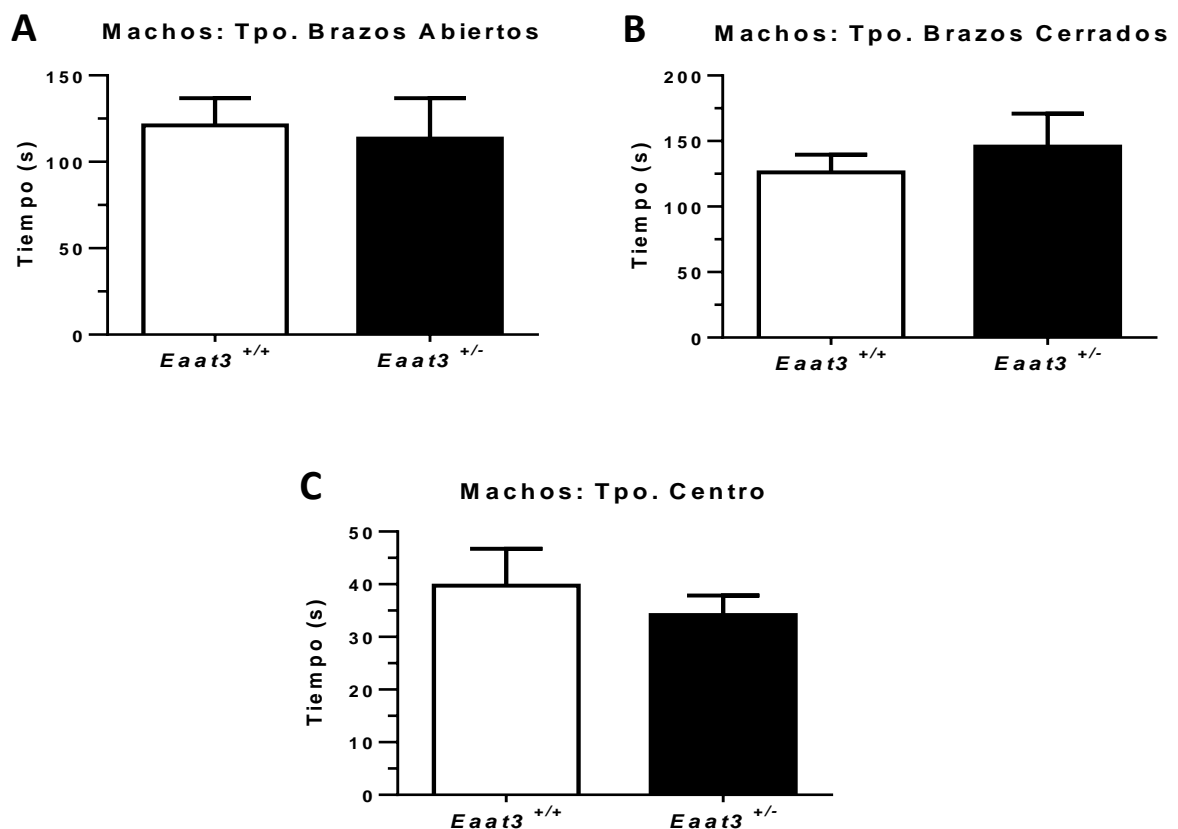 A
Machos: Tpo. Brazos Abiertos
Tiempo (s)
150
100
50
0
Eaat3 +/+
Eaat3 +/-
B
Machos: Tpo. Brazos Cerrados
Tiempo (s)
200
150
100
50
0
Eaat3 +/+
Eaat3 +/-
C
Machos: Tpo. Centro
Tiempo (s)
50
40
30
20
10
0
Eaat3 +/+
Eaat3 +/-